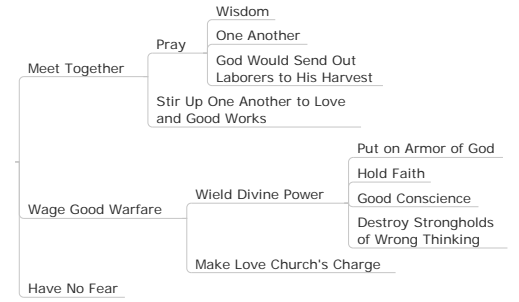 Meet Together
Pray
Wisdom
One Another
God Would Send Out
Laborers to His Harvest
Stir Up One Another to Love
and Good Works
Wage Good Warfare
Wield Divine Power
Put on Armor of God
Hold Faith
Good Conscience
Destroy Strongholds
of Wrong Thinking
Make Love Church's Charge
Have No Fear